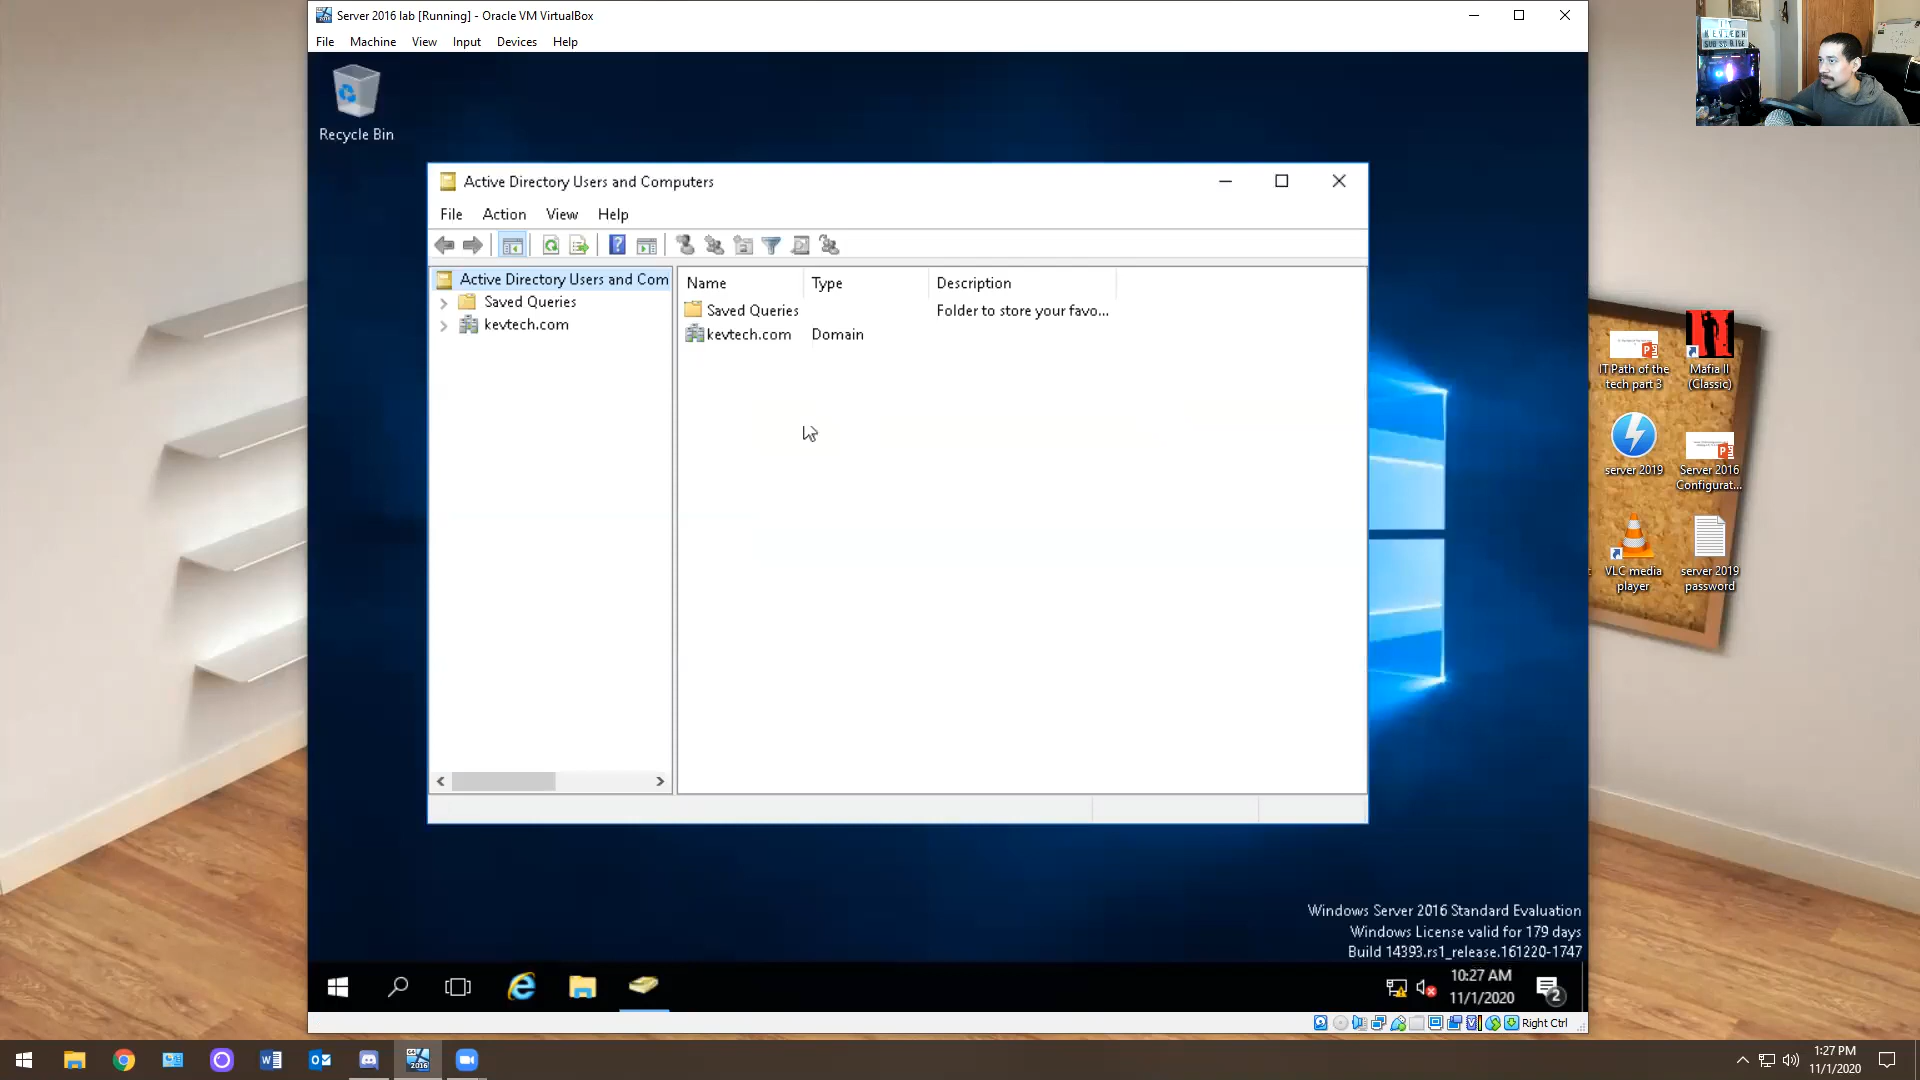 Server 2016 lab [Running] - Oracle VM VirtualBox
File Machine View Input Devices Help
Recycle Bin
Active Directory Users and Computers
File Action View Help
Active Directory Users and Com
Saved Queries
kevtech.com
Name Type Description
Saved Queries Folder to store your favo...
kevtech.com Domain
IT Path of the tech part 3
Mafia II (Classic)
server 2019
Server 2016 Configurat...
VLC media player
server 2019 password
Windows Server 2016 Standard Evaluation
Windows License valid for 179 days
Build 14393.rs1_release.161220-1747
10:27 AM
11/1/2020
2
Right Ctrl
2016
1:27 PM
11/1/2020
KEVTECH
SUBSCRIBE